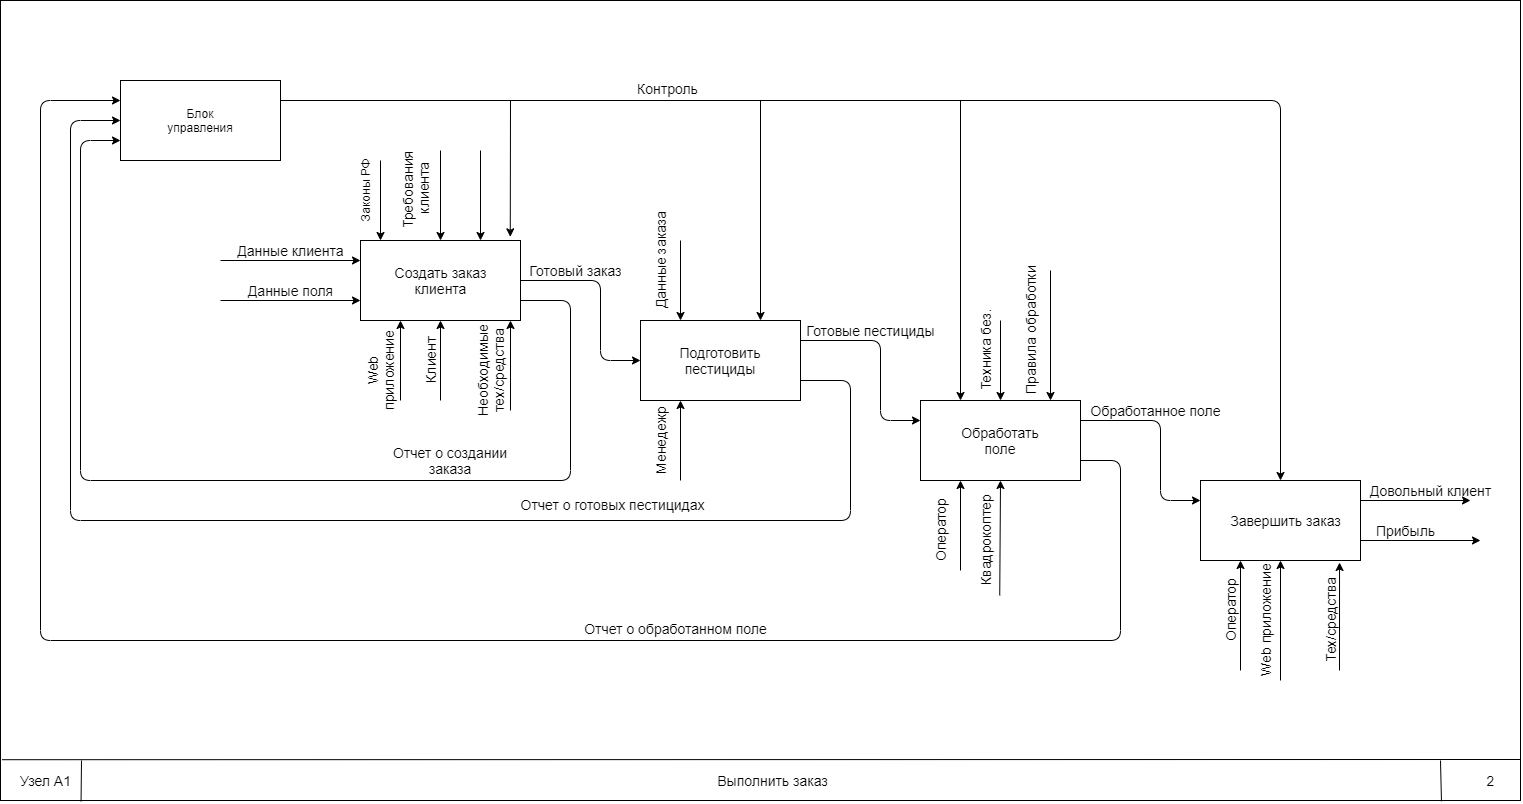 Контроль
Блок
управления
Законы РФ
Требования
клиента
Данные клиента
Данные поля
Создать заказ
клиента
Готовый заказ
Web
приложение
Клиент
Необходимые
тех/средства
Данные заказа
Подготовить
пестициды
Готовые пестициды
Менедежр
Техника без.
Правила обработки
Обработать
поле
Обработанное поле
Оператор
Квадрокоптер
Завершить заказ
Довольный клиент
Прибыль
Оператор
Web приложение
Тех/средства
Отчет о создании
заказа
Отчет о готовых пестицидах
Отчет о обработанном поле
Узел А1
Выполнить заказ
2